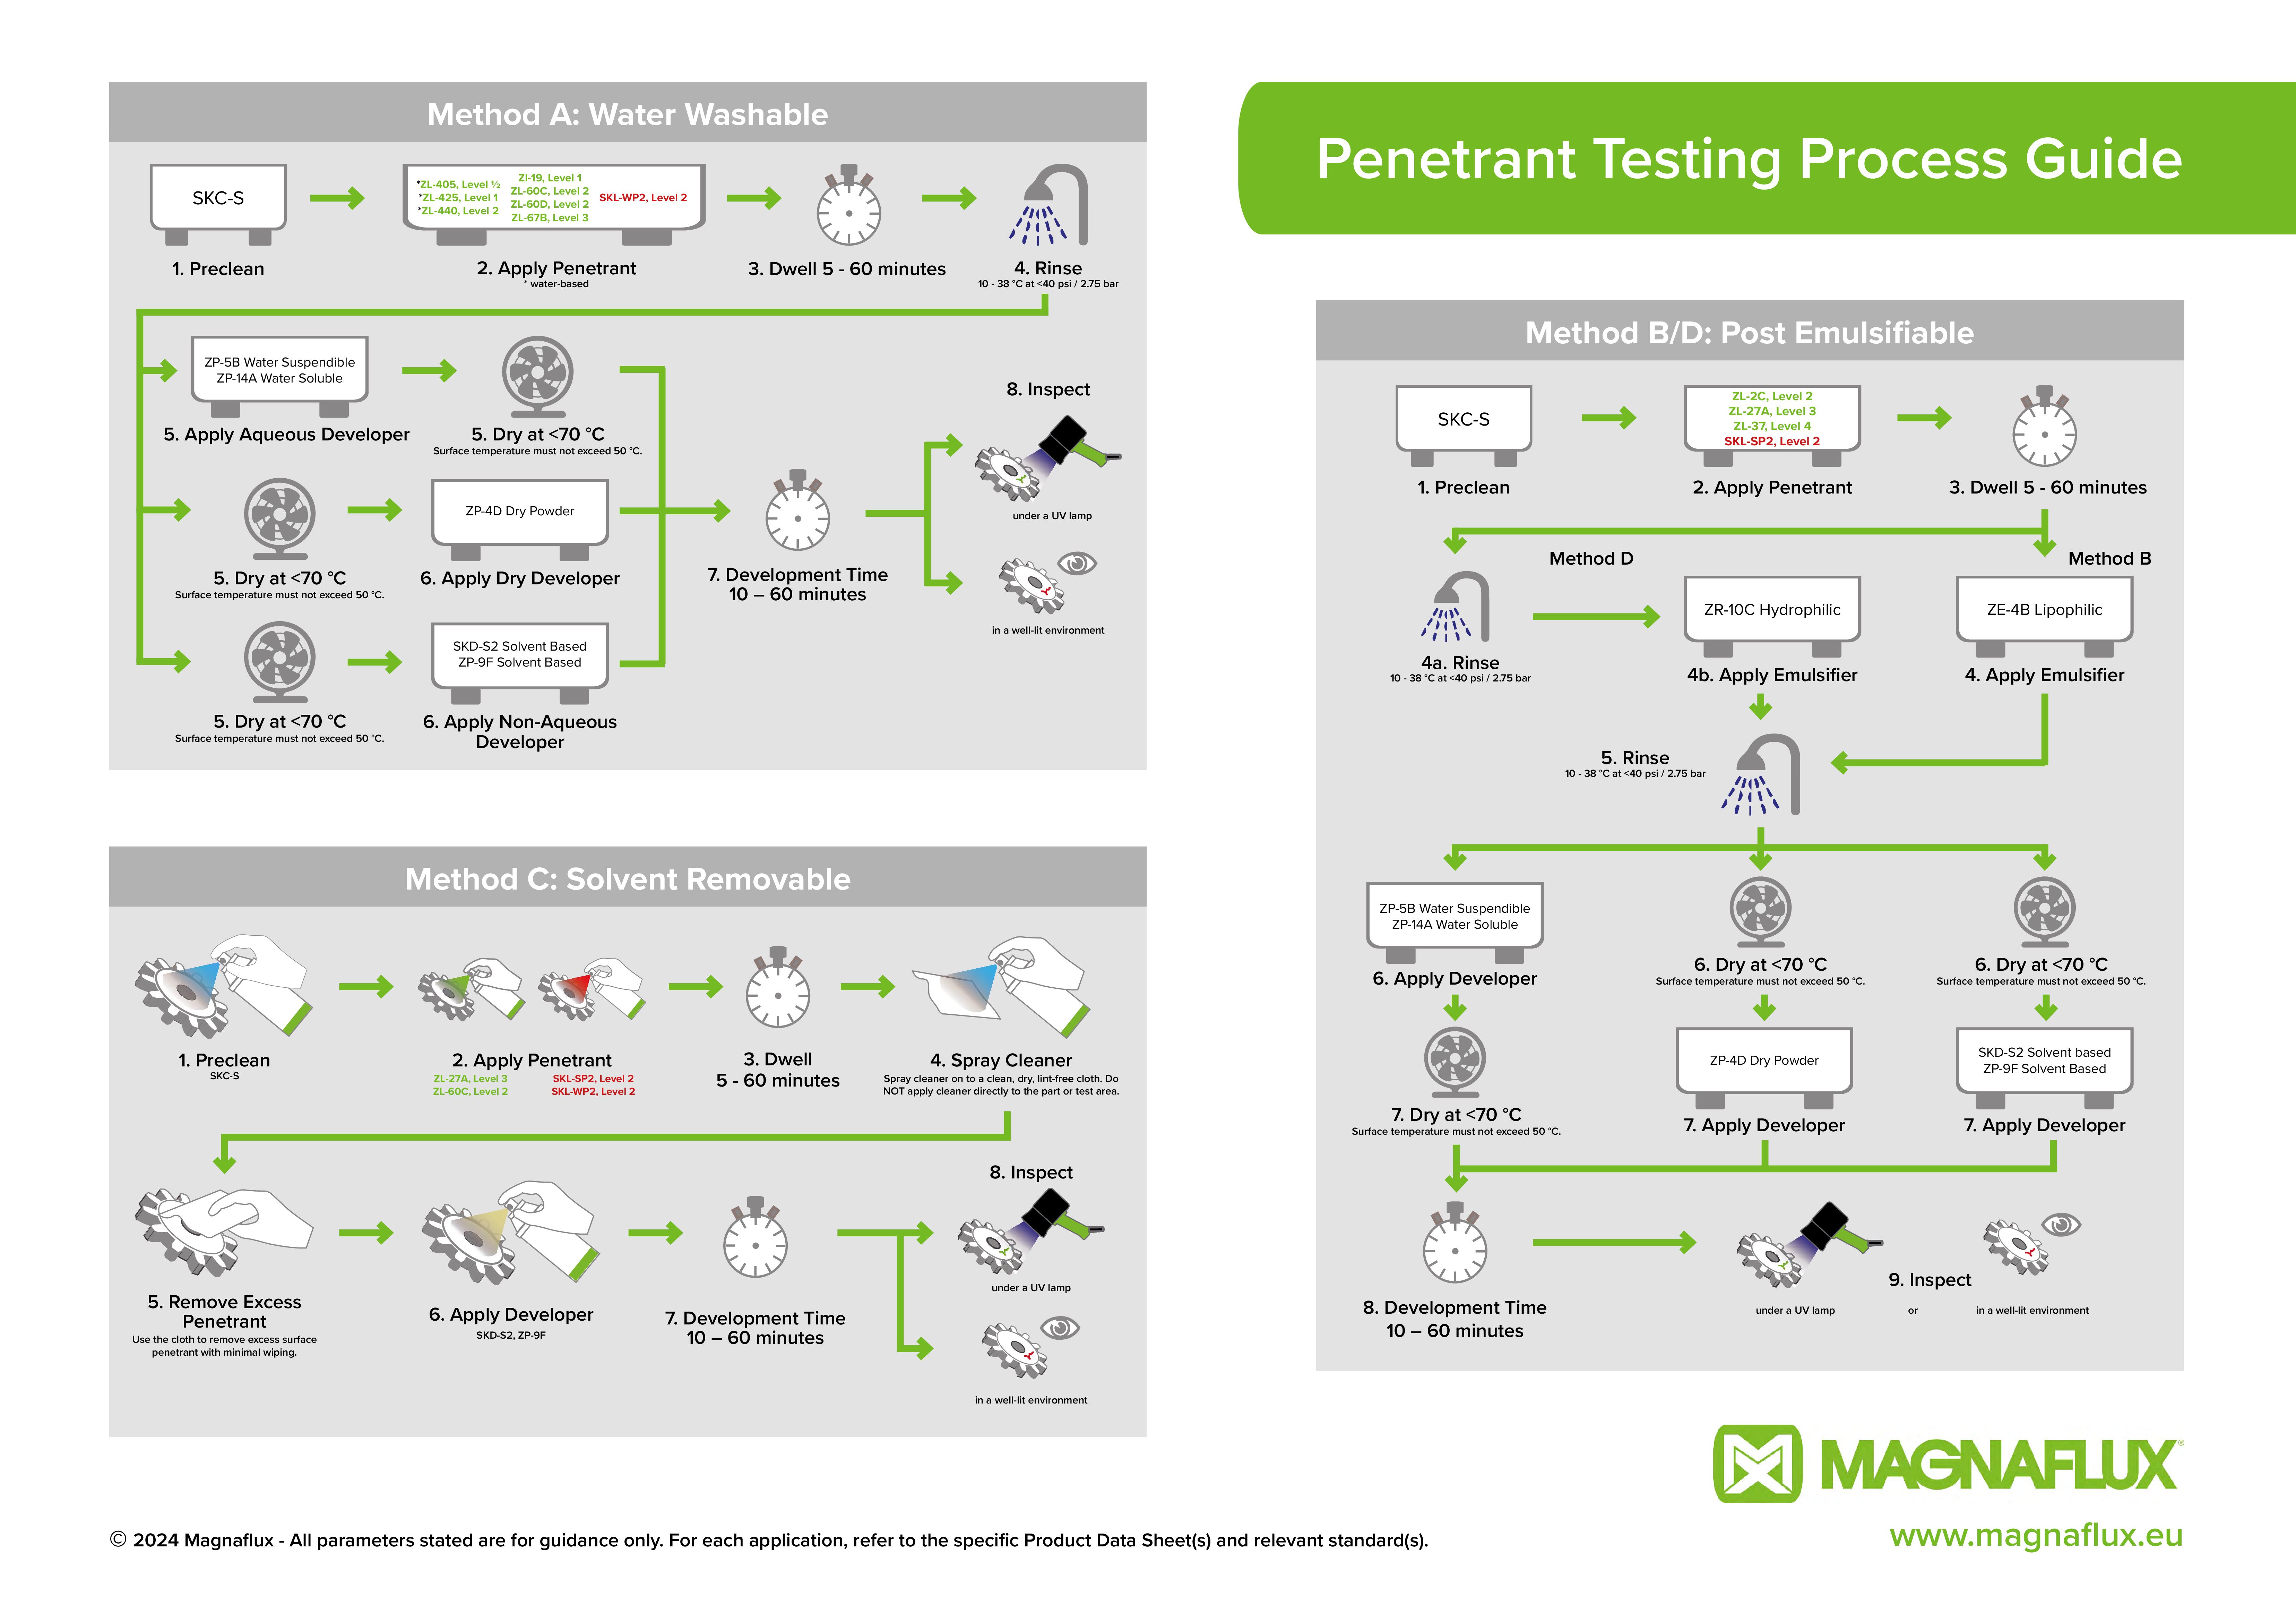 Penetrant Testing Process Guide
Method A: Water Washable
SKC-S
1. Preclean
*ZL-405, Level ½
*ZL-425, Level 1
*ZL-440, Level 2
Zl-19, Level 1
ZL-60C, Level 2
ZL-60D, Level 2
ZL-67B, Level 3
SKL-WP2, Level 2
2. Apply Penetrant
* water-based
3. Dwell 5 - 60 minutes
4. Rinse
10 - 38 °C at <40 psi / 2.75 bar
ZP-5B Water Suspendible
ZP-14A Water Soluble
5. Apply Aqueous Developer
5. Dry at <70 °C
Surface temperature must not exceed 50 °C.
5. Dry at <70 °C
Surface temperature must not exceed 50 °C.
ZP-4D Dry Powder
6. Apply Dry Developer
5. Dry at <70 °C
Surface temperature must not exceed 50 °C.
SKD-S2 Solvent Based
ZP-9F Solvent Based
6. Apply Non-Aqueous
Developer
7. Development Time
10 – 60 minutes
8. Inspect
under a UV lamp
in a well-lit environment
Method C: Solvent Removable
1. Preclean
SKC-S
2. Apply Penetrant
ZL-27A, Level 3
ZL-60C, Level 2
SKL-SP2, Level 2
SKL-WP2, Level 2
3. Dwell
5 - 60 minutes
4. Spray Cleaner
Spray cleaner on to a clean, dry, lint-free cloth. Do
NOT apply cleaner directly to the part or test area.
5. Remove Excess
Penetrant
Use the cloth to remove excess surface
penetrant with minimal wiping.
6. Apply Developer
SKD-S2, ZP-9F
7. Development Time
10 – 60 minutes
8. Inspect
under a UV lamp
in a well-lit environment
Method B/D: Post Emulsifiable
SKC-S
1. Preclean
ZL-2C, Level 2
ZL-27A, Level 3
ZL-37, Level 4
SKL-SP2, Level 2
2. Apply Penetrant
3. Dwell 5 - 60 minutes
Method D
Method B
4a. Rinse
10 - 38 °C at <40 psi / 2.75 bar
ZR-10C Hydrophilic
4b. Apply Emulsifier
ZE-4B Lipophilic
4. Apply Emulsifier
5. Rinse
10 - 38 °C at <40 psi / 2.75 bar
ZP-5B Water Suspendible
ZP-14A Water Soluble
6. Apply Developer
6. Dry at <70 °C
Surface temperature must not exceed 50 °C.
6. Dry at <70 °C
Surface temperature must not exceed 50 °C.
7. Dry at <70 °C
Surface temperature must not exceed 50 °C.
ZP-4D Dry Powder
7. Apply Developer
SKD-S2 Solvent based
ZP-9F Solvent Based
7. Apply Developer
8. Development Time
10 – 60 minutes
9. Inspect
under a UV lamp
or
in a well-lit environment
MAGNAFLUX®
www.magnaflux.eu
© 2024 Magnaflux - All parameters stated are for guidance only. For each application, refer to the specific Product Data Sheet(s) and relevant standard(s).